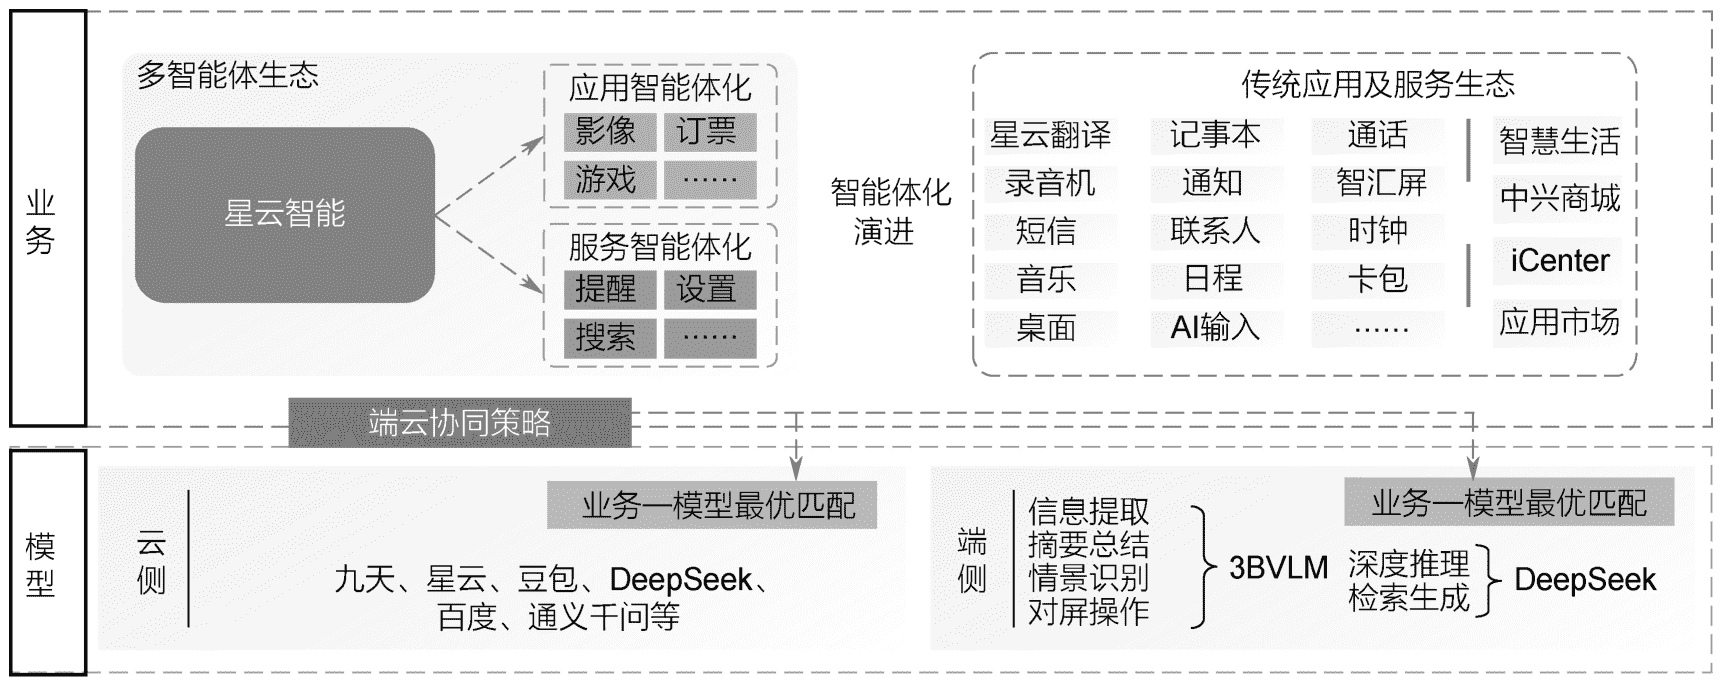 业务
多智能体生态
星云智能
应用智能体化
影像 订票
游戏 ……
服务智能体化
提醒 设置
搜索 ……
智能体化
演进
传统应用及服务生态
星云翻译 记事本 通话
录音机 通知 智汇屏
短信 联系人 时钟
音乐 日程 卡包
桌面 AI输入 ……
智慧生活
中兴商城
iCenter
应用市场
端云协同策略
模型
云侧
业务—模型最优匹配
九天、星云、豆包、DeepSeek、
百度、通义千问等
端侧
信息提取
摘要总结
情景识别
对屏操作
3BVLM
业务—模型最优匹配
深度推理
检索生成
DeepSeek